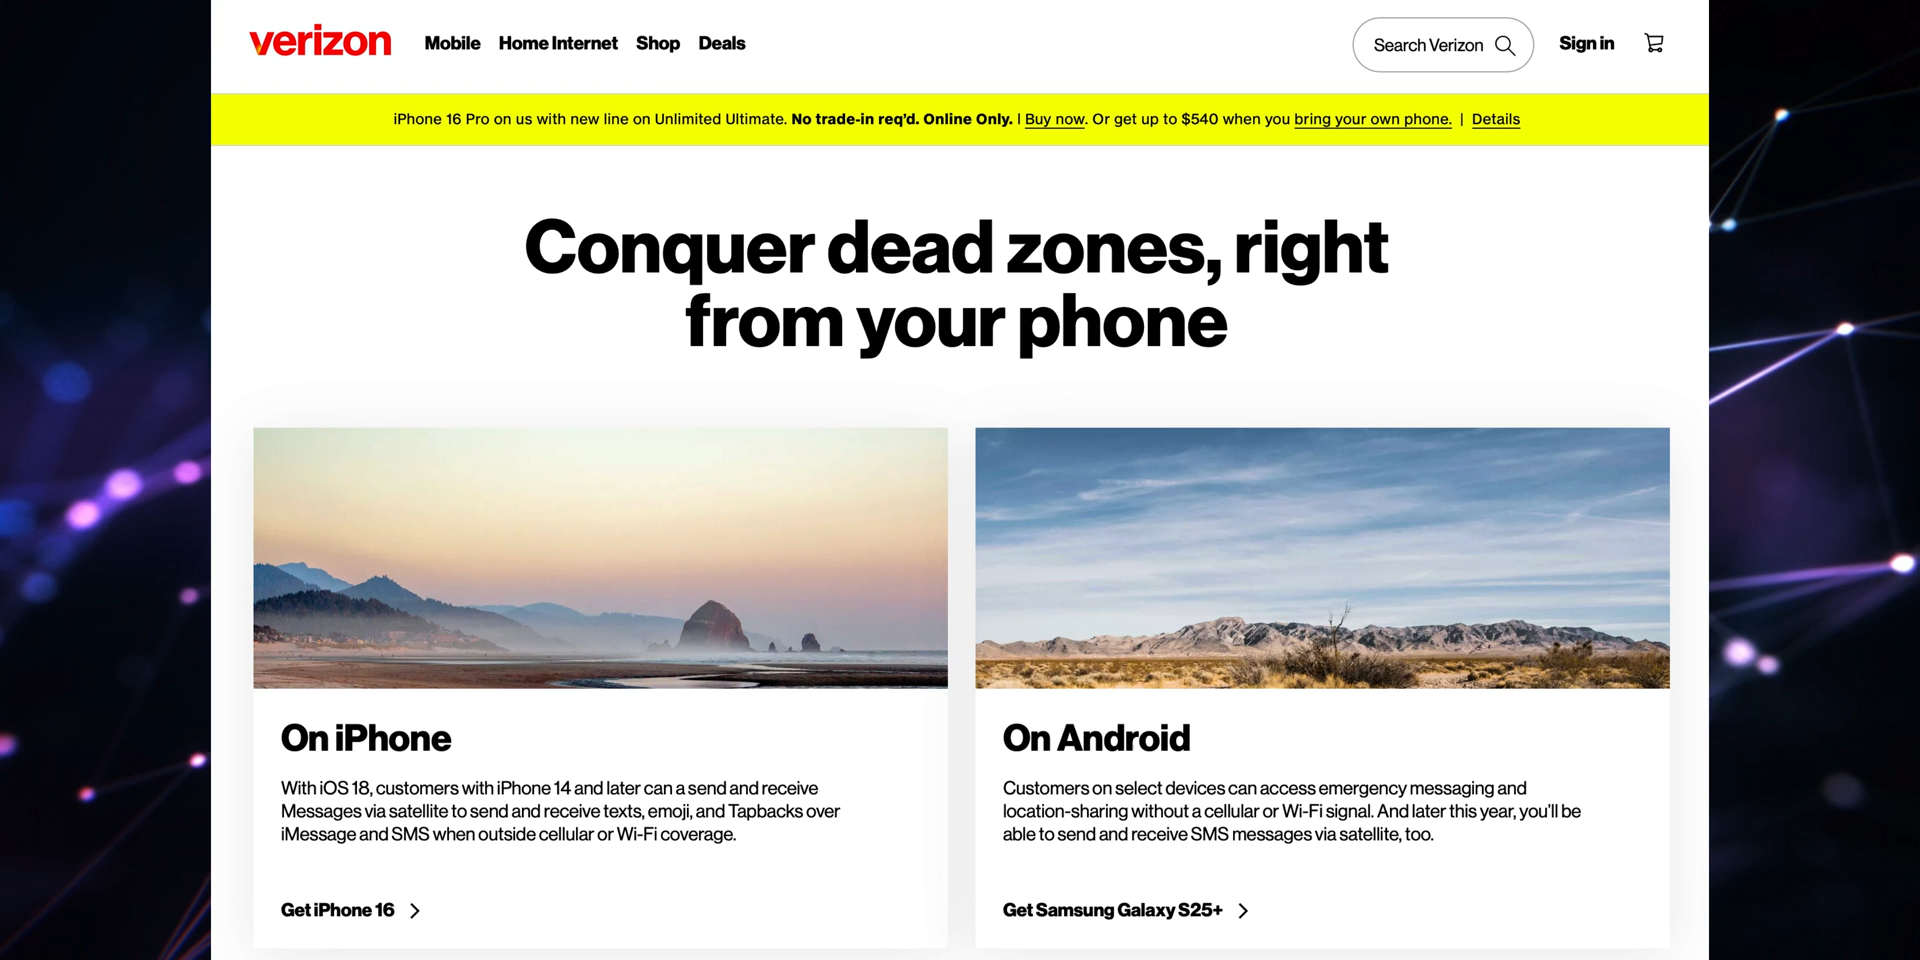 verizon Mobile Home Internet Shop Deals Search Verizon Sign in
iPhone 16 Pro on us with new line on Unlimited Ultimate. No trade-in req'd. Online Only. | Buy now. Or get up to $540 when you bring your own phone. | Details
Conquer dead zones, right
from your phone
On iPhone
With iOS 18, customers with iPhone 14 and later can a send and receive
Messages via satellite to send and receive texts, emoji, and Tapbacks over
iMessage and SMS when outside cellular or Wi-Fi coverage.
Get iPhone 16
On Android
Customers on select devices can access emergency messaging and
location-sharing without a cellular or Wi-Fi signal. And later this year, you'll be
able to send and receive SMS messages via satellite, too.
Get Samsung Galaxy S25+